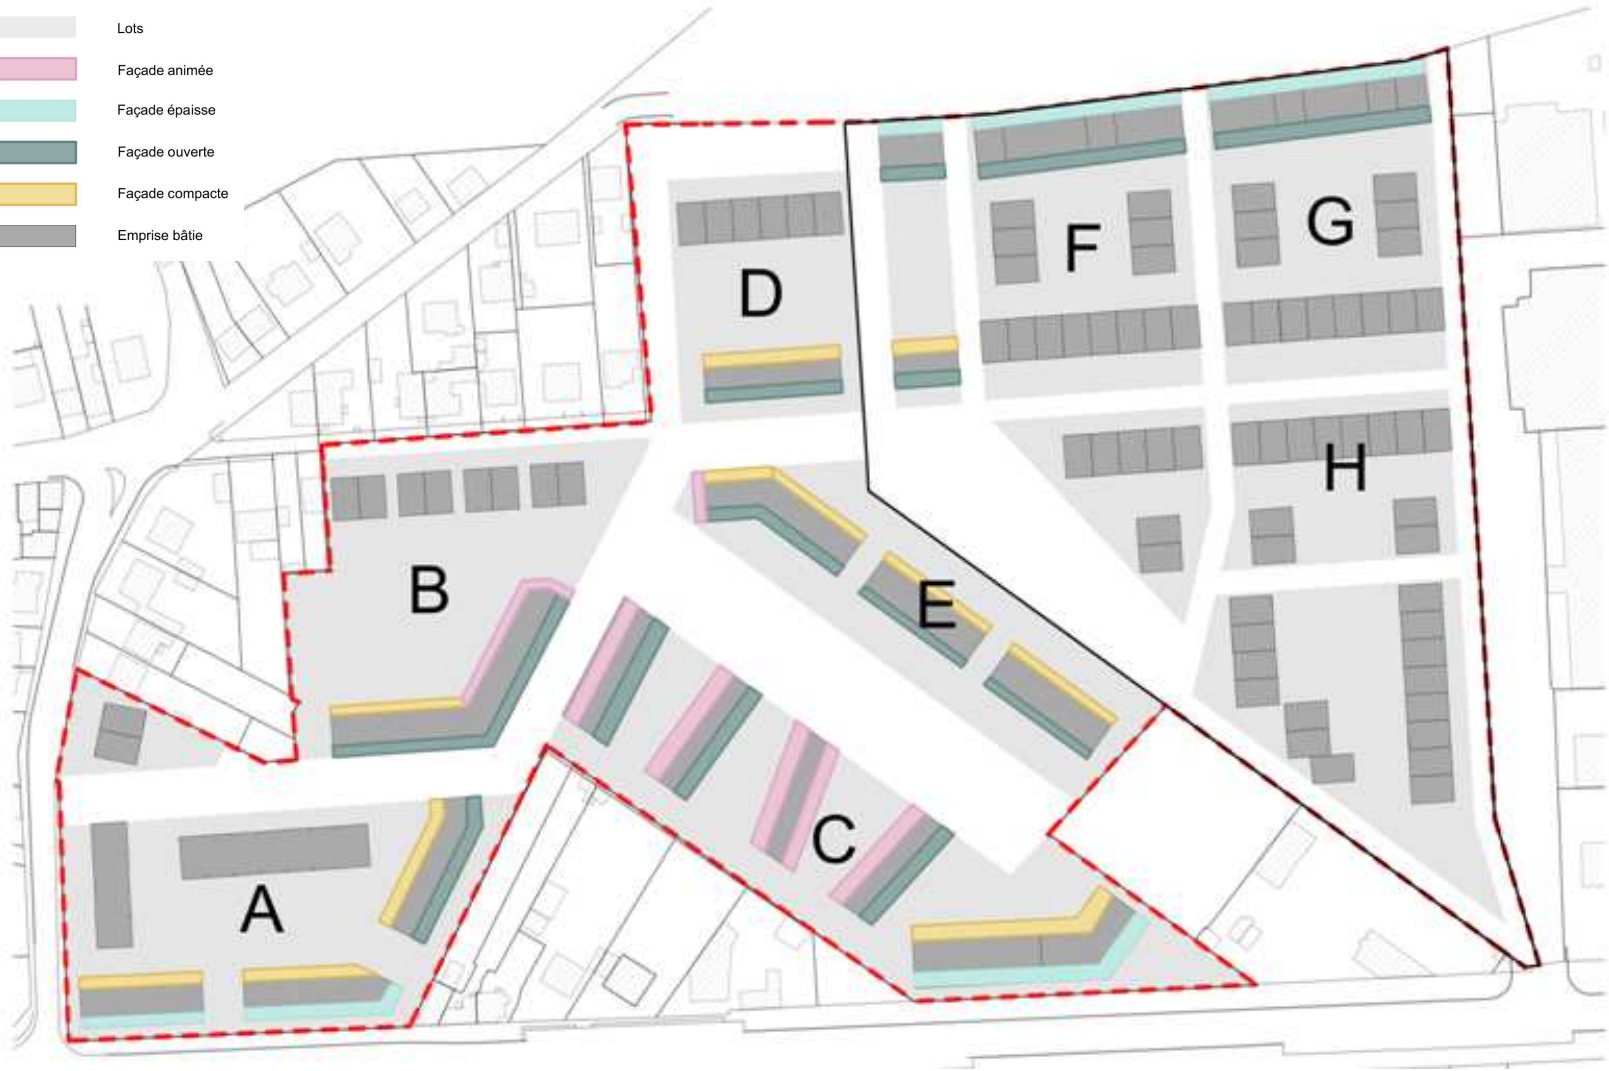 Lots
Façade animée
Façade épaisse
Façade ouverte
Façade compacte
Emprise bâtie
D
F
G
H
B
E
C
A